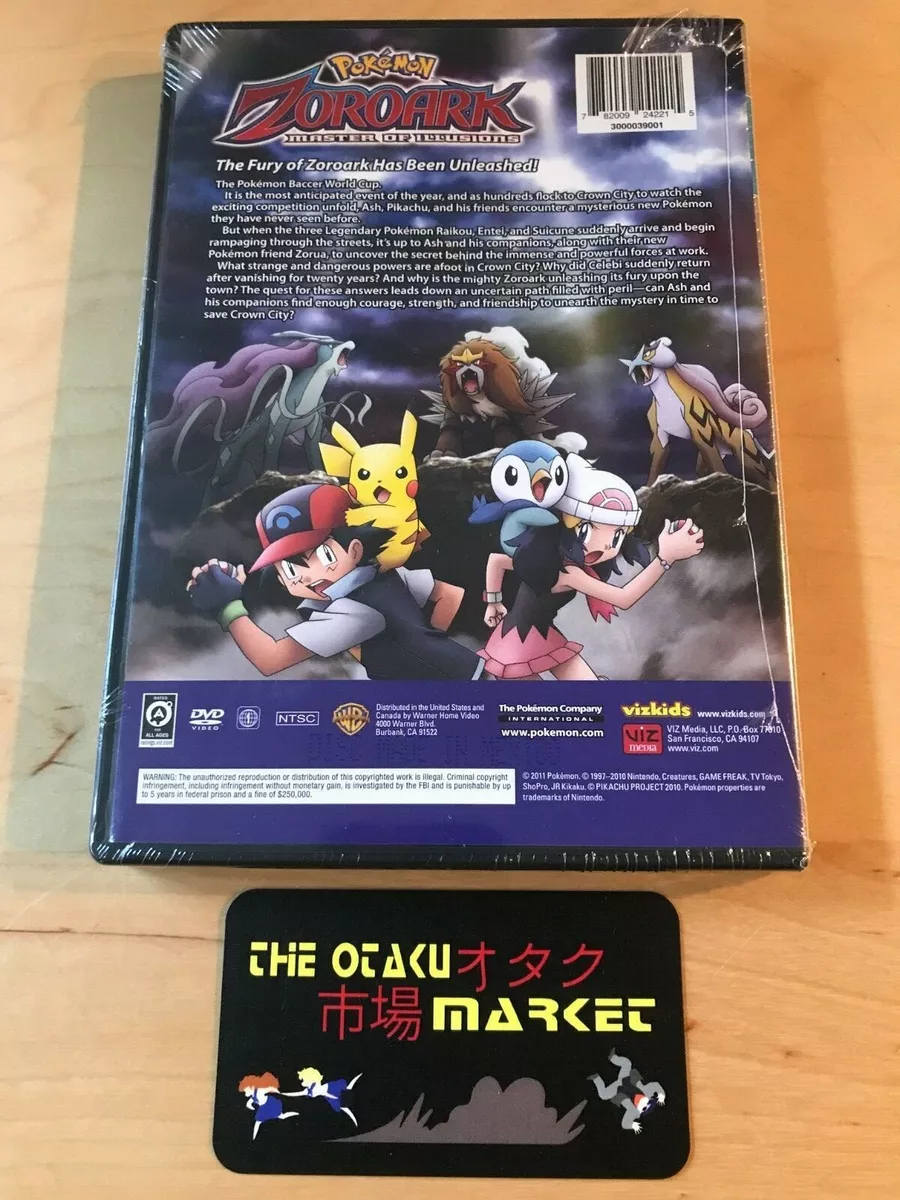 POKéMON
ZOROARK
MASTER OF ILLUSIONS
7 82009 24221 5
3000039001
The Fury of Zoroark Has Been Unleashed!
The Pokémon Baccer World Cup.
It is the most anticipated event of the year, and as hundreds flock to Crown City to watch the
exciting competition unfold, Ash, Pikachu, and his friends encounter a mysterious new Pokémon
they have never seen before.
But when the three Legendary Pokémon Raikou, Entei, and Suicune suddenly arrive and begin
rampaging through the streets, it's up to Ash and his companions, along with their new
Pokémon friend Zorua, to uncover the secret behind the immense and powerful forces at work.
What strange and dangerous powers are afoot in Crown City? Why did Celebi suddenly return
after vanishing for twenty years? And why is the mighty Zoroark unleashing its fury upon the
town? The quest for these answers leads down an uncertain path filled with peril—can Ash and
his companions find enough courage, strength, and friendship to unearth the mystery in time to
save Crown City?
RATED
A
FOR
ALL AGES
ratings.viz.com
DVD
VIDEO
1
NTSC
WB
Distributed in the United States and
Canada by Warner Home Video
4000 Warner Blvd.
Burbank, CA 91522
The Pokémon Company
INTERNATIONAL
www.pokemon.com
vizkids www.vizkids.com
VIZ
media
VIZ Media, LLC, P.O. Box 77010
San Francisco, CA 94107
www.viz.com
WARNING: The unauthorized reproduction or distribution of this copyrighted work is illegal. Criminal copyright
infringement, including infringement without monetary gain, is investigated by the FBI and is punishable by up
to 5 years in federal prison and a fine of $250,000.
© 2011 Pokémon. © 1997–2010 Nintendo, Creatures, GAME FREAK, TV Tokyo,
ShoPro, JR Kikaku. © PIKACHU PROJECT 2010. Pokémon properties are
trademarks of Nintendo.
THE OTAKU オタク
市場 MARKET